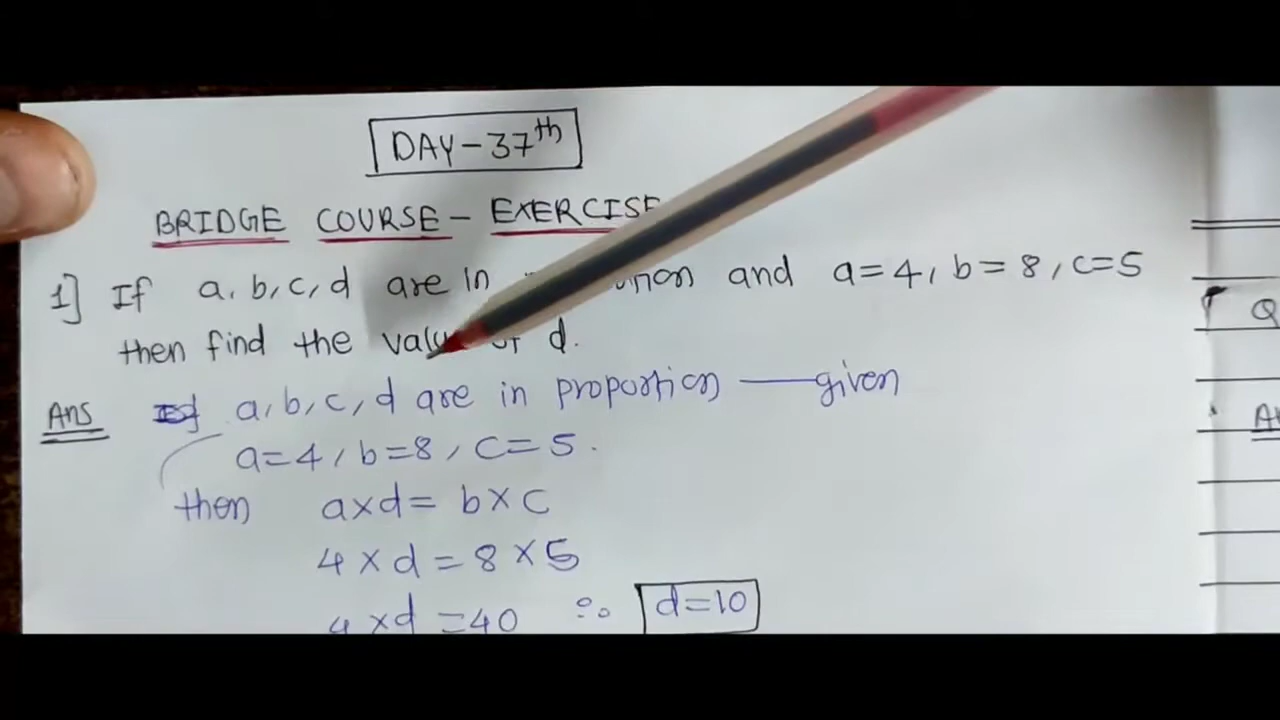 DAY-37th
BRIDGE COURSE - EXERCISE
1] If a, b, c, d are in and a=4, b=8, c=5
then find the d.
Ans If a, b, c, d are in proportion — given
a=4, b=8, c=5.
then a×d= b×c
4×d=8×5
4×d=40 ∴ d=10
Q